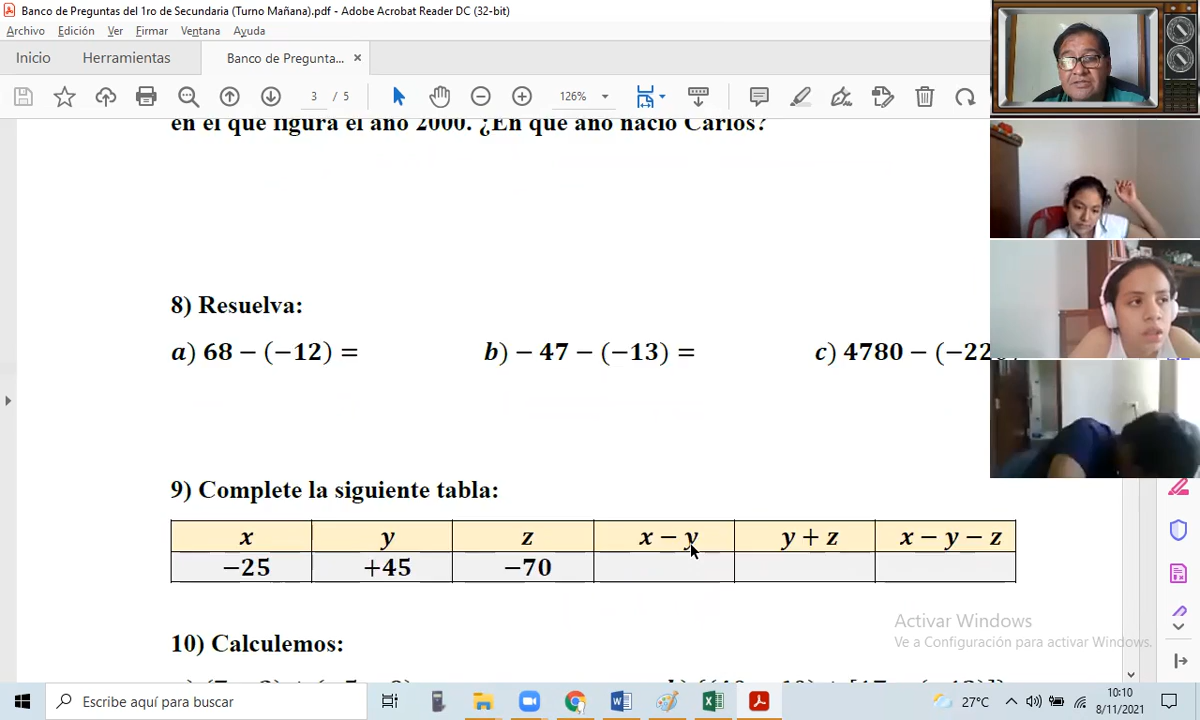 Banco de Preguntas del 1ro de Secundaria (Turno Mañana).pdf - Adobe Acrobat Reader DC (32-bit)
Archivo Edición Ver Firmar Ventana Ayuda
Inicio Herramientas Banco de Pregunta... ×
3 / 5 126%
en el que figura el año 2000. ¿En qué año nació Carlos?
8) Resuelva:
a) 68 − (−12) = b) − 47 − (−13) = c) 4780 − (−22
9) Complete la siguiente tabla:
x y z x − y y + z x − y − z
−25 +45 −70
Activar Windows
Ve a Configuración para activar Windows.
10) Calculemos:
Escribe aquí para buscar
27°C
10:10
8/11/2021